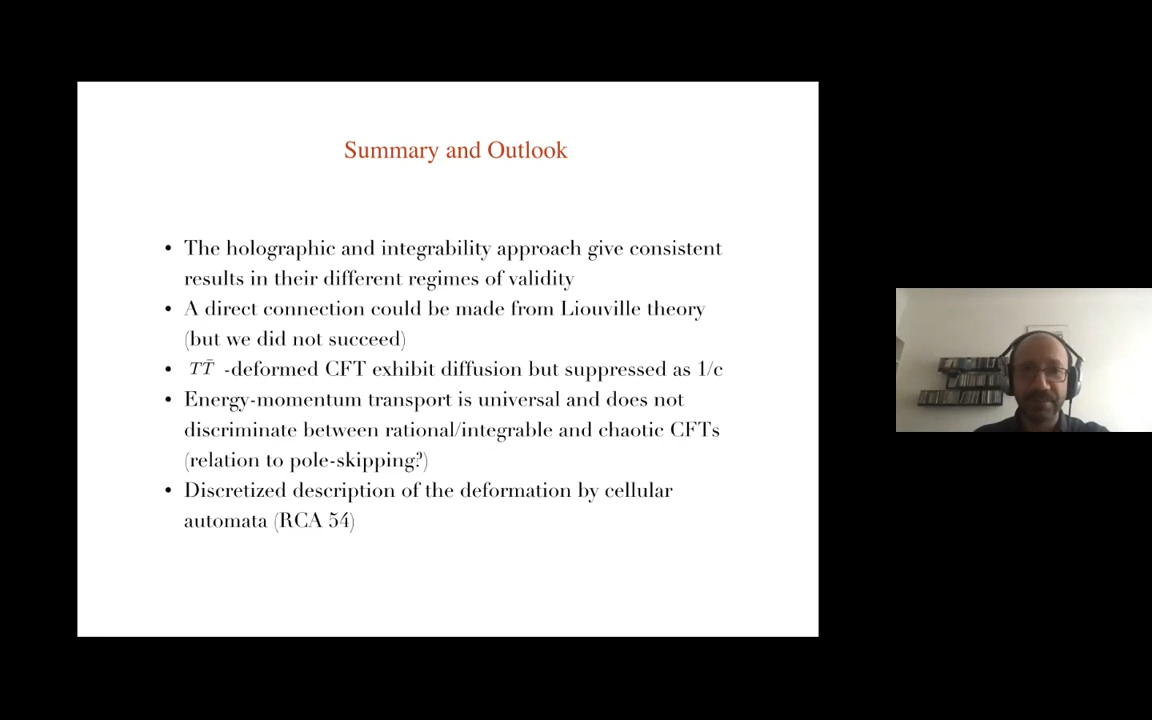 Summary and Outlook
• The holographic and integrability approach give consistent
results in their different regimes of validity
• A direct connection could be made from Liouville theory
(but we did not succeed)
• TT̄ -deformed CFT exhibit diffusion but suppressed as 1/c
• Energy-momentum transport is universal and does not
discriminate between rational/integrable and chaotic CFTs
(relation to pole-skipping?)
• Discretized description of the deformation by cellular
automata (RCA 54)